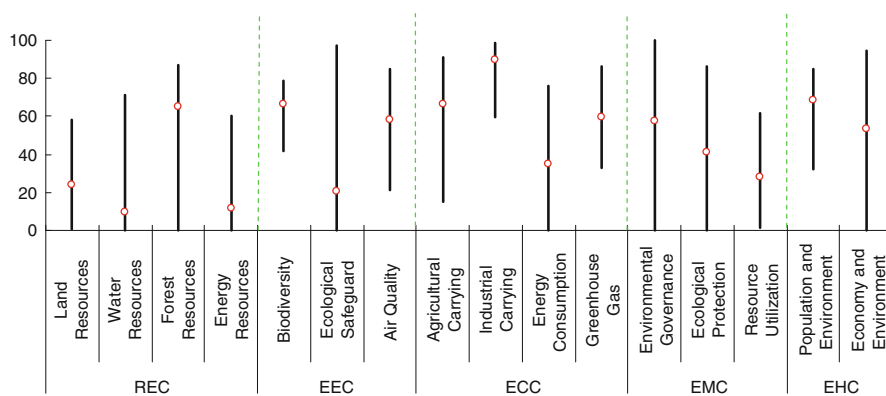 100
80
60
40
20
0
Land
Resources
Water
Resources
Forest
Resources
Energy
Resources
Biodiversity
Ecological
Safeguard
Air Quality
Agricultural
Carrying
Industrial
Carrying
Energy
Consumption
Greenhouse
Gas
Environmental
Governance
Ecological
Protection
Resource
Utilization
Population and
Environment
Economy and
Environment
REC
EEC
ECC
EMC
EHC